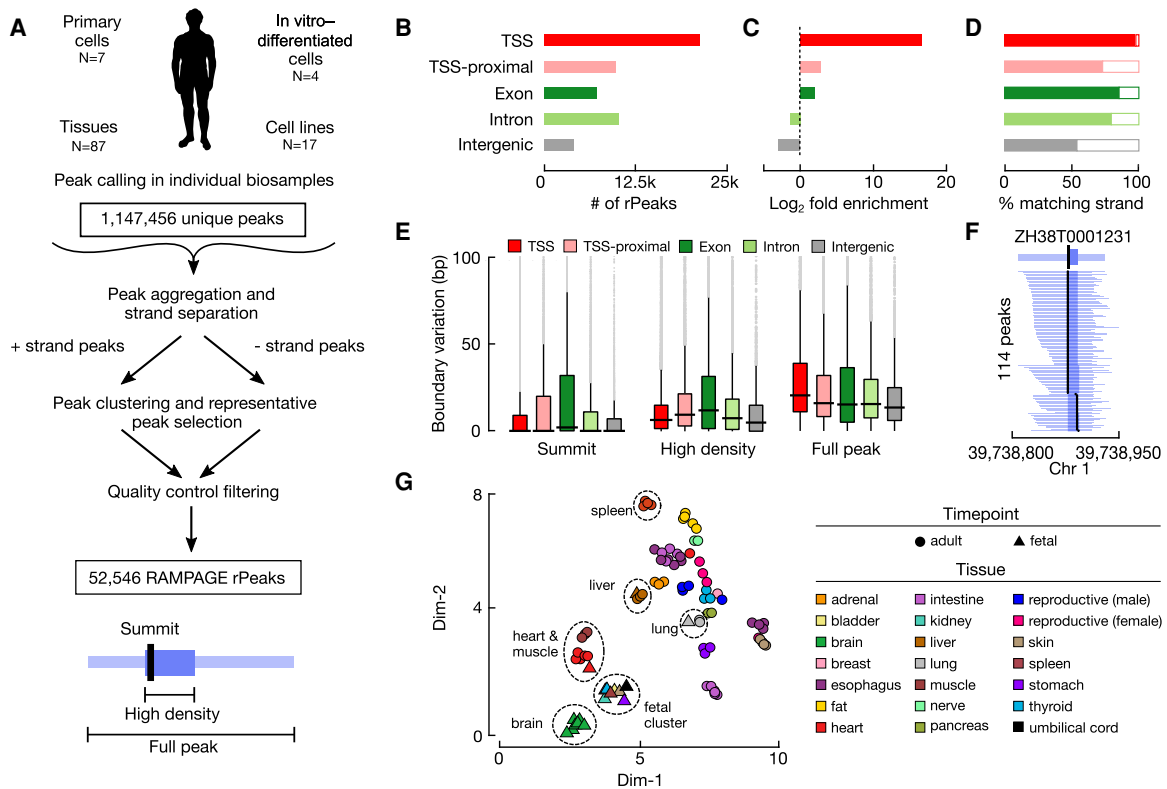 A
Primary
cells
N=7
In vitro–
differentiated
cells
N=4
Tissues
N=87
Cell lines
N=17
Peak calling in individual biosamples
1,147,456 unique peaks
Peak aggregation and
strand separation
+ strand peaks
- strand peaks
Peak clustering and representative
peak selection
Quality control filtering
52,546 RAMPAGE rPeaks
Summit
High density
Full peak
B
TSS
TSS-proximal
Exon
Intron
Intergenic
0
12.5k
25k
# of rPeaks
C
0
10
20
Log2 fold enrichment
D
0
50
100
% matching strand
E
TSS
TSS-proximal
Exon
Intron
Intergenic
Boundary variation (bp)
100
50
0
Summit
High density
Full peak
F
ZH38T0001231
114 peaks
39,738,800
39,738,950
Chr 1
G
8
4
0
Dim-2
spleen
liver
lung
heart &
muscle
fetal
cluster
brain
0
5
10
Dim-1
Timepoint
adult
fetal
Tissue
adrenal
bladder
brain
breast
esophagus
fat
heart
intestine
kidney
liver
lung
muscle
nerve
pancreas
reproductive (male)
reproductive (female)
skin
spleen
stomach
thyroid
umbilical cord